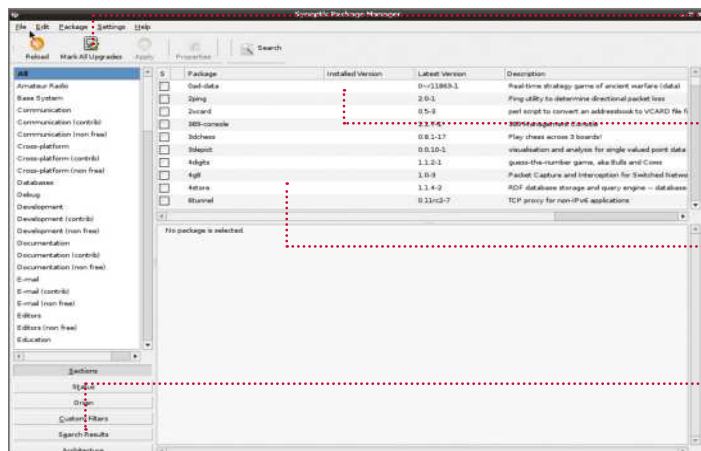 Synaptic Package Manager
File Edit Package Settings Help
Reload Mark All Upgrades Apply Properties Search
All
Amateur Radio
Base System
Communication
Communication (contrib)
Communication (non free)
Cross-platform
Cross-platform (contrib)
Cross-platform (non free)
Databases
Debug
Development
Development (contrib)
Development (non free)
Documentation
Documentation (contrib)
Documentation (non free)
E-mail
E-mail (contrib)
E-mail (non free)
Editors
Editors (non free)
Education
Sections
Status
Origin
Custom Filters
Search Results
Architecture
S Package Installed Version Latest Version Description
0ad-data 0~r11863-1 Real-time strategy game of ancient warfare (data)
2ping 2.0-1 Ping utility to determine directional packet loss
2vcard 0.5-3 perl script to convert an addressbook to VCARD file f
389-console 389 Management Console
3dchess 0.8.1-17 Play chess across 3 boards!
3depict 0.0.10-1 visualisation and analysis for single valued point data
4digits 1.1.2-1 guess-the-number game, aka Bulls and Cows
4g8 1.0-3 Packet Capture and Interception for Switched Netwo
4store 1.1.4-2 RDF database storage and query engine -- database
6tunnel 0.11rc2-7 TCP proxy for non-IPv6 applications
No package is selected.